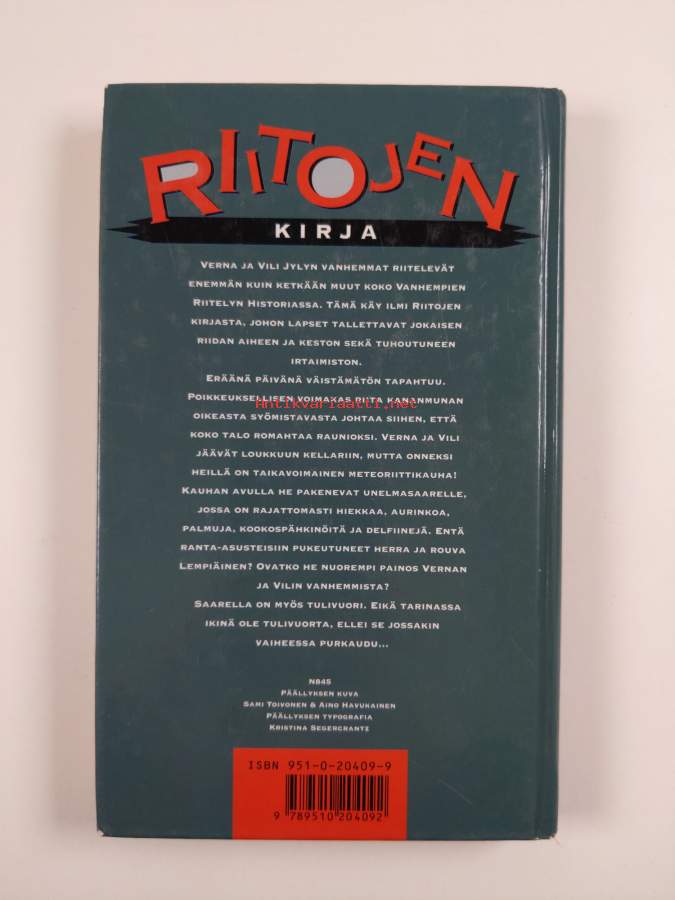 RIITOJEN
KIRJA
VERNA JA VILI JYLYN VANHEMMAT RIITELEVÄT
ENEMMÄN KUIN KETKÄÄN MUUT KOKO VANHEMPIEN
RIITELYN HISTORIASSA. TÄMÄ KÄY ILMI RIITOJEN
KIRJASTA, JOHON LAPSET TALLETTAVAT JOKAISEN
RIIDAN AIHEEN JA KESTON SEKÄ TUHOUTUNEEN
IRTAIMISTON.
ERÄÄNÄ PÄIVÄNÄ VÄISTÄMÄTÖN TAPAHTUU.
POIKKEUKSELLISEN VOIMAKAS RIITA KANANMUNAN
Antikvariaatti.net
OIKEASTA SYÖMISTAVASTA JOHTAA SIIHEN, ETTÄ
KOKO TALO ROMAHTAA RAUNIOKSI. VERNA JA VILI
JÄÄVÄT LOUKKUUN KELLARIIN, MUTTA ONNEKSI
HEILLÄ ON TAIKAVOIMAINEN METEORIITTIKAUHA!
KAUHAN AVULLA HE PAKENEVAT UNELMASAARELLE,
JOSSA ON RAJATTOMASTI HIEKKAA, AURINKOA,
PALMUJA, KOOKOSPÄHKINÖITÄ JA DELFIINEJÄ. ENTÄ
RANTA-ASUSTEISIIN PUKEUTUNEET HERRA JA ROUVA
LEMPIÄINEN? OVATKO HE NUOREMPI PAINOS VERNAN
JA VILIN VANHEMMISTA?
SAARELLA ON MYÖS TULIVUORI. EIKÄ TARINASSA
IKINÄ OLE TULIVUORTA, ELLEI SE JOSSAKIN
VAIHEESSA PURKAUDU...
N84S
PÄÄLLYKSEN KUVA
SAMI TOIVONEN & AINO HAVUKAINEN
PÄÄLLYKSEN TYPOGRAFIA
KRISTINA SEGERCRANTZ
ISBN 951-0-20409-9
9 789510 204092